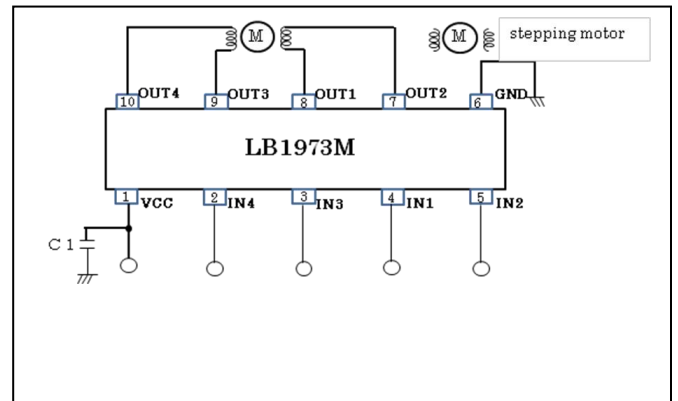 M
M
stepping motor
10 OUT4 9 OUT3 8 OUT1 7 OUT2 6 GND
LB1973M
1 VCC 2 IN4 3 IN3 4 IN1 5 IN2
C1